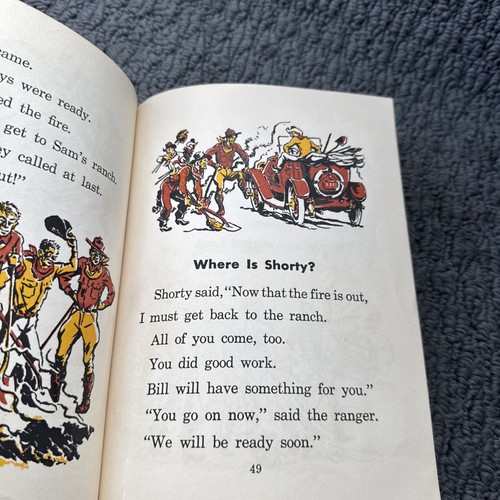 came.
ys were ready.
ed the fire.
get to Sam's ranch.
ey called at last.
ut!"
Where Is Shorty?
Shorty said, "Now that the fire is out,
I must get back to the ranch.
All of you come, too.
You did good work.
Bill will have something for you."
"You go on now," said the ranger.
"We will be ready soon."
49